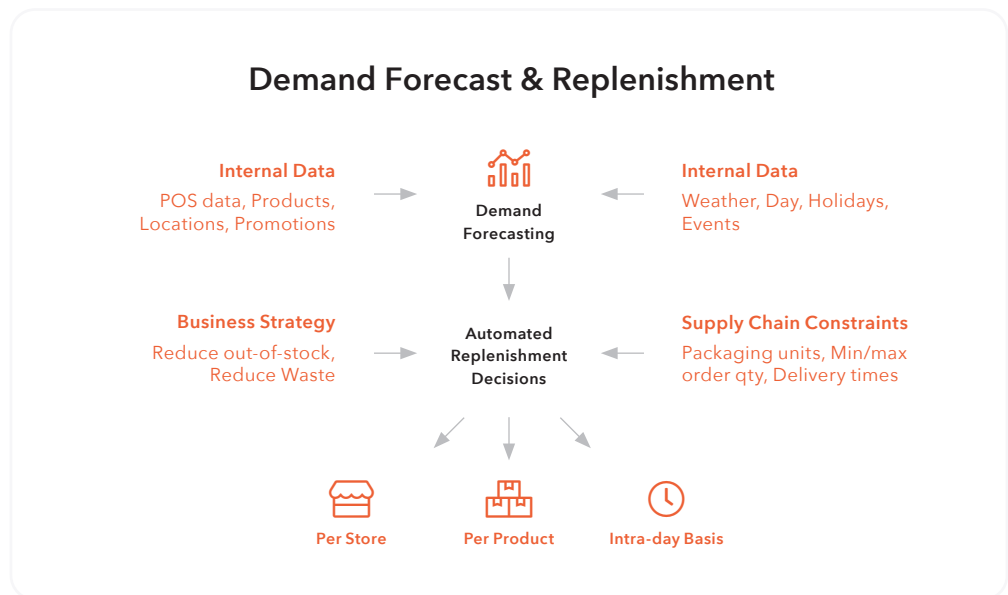 Demand Forecast & Replenishment
Internal Data
POS data, Products,
Locations, Promotions
Demand
Forecasting
Internal Data
Weather, Day, Holidays,
Events
Business Strategy
Reduce out-of-stock,
Reduce Waste
Automated
Replenishment
Decisions
Supply Chain Constraints
Packaging units, Min/max
order qty, Delivery times
Per Store
Per Product
Intra-day Basis